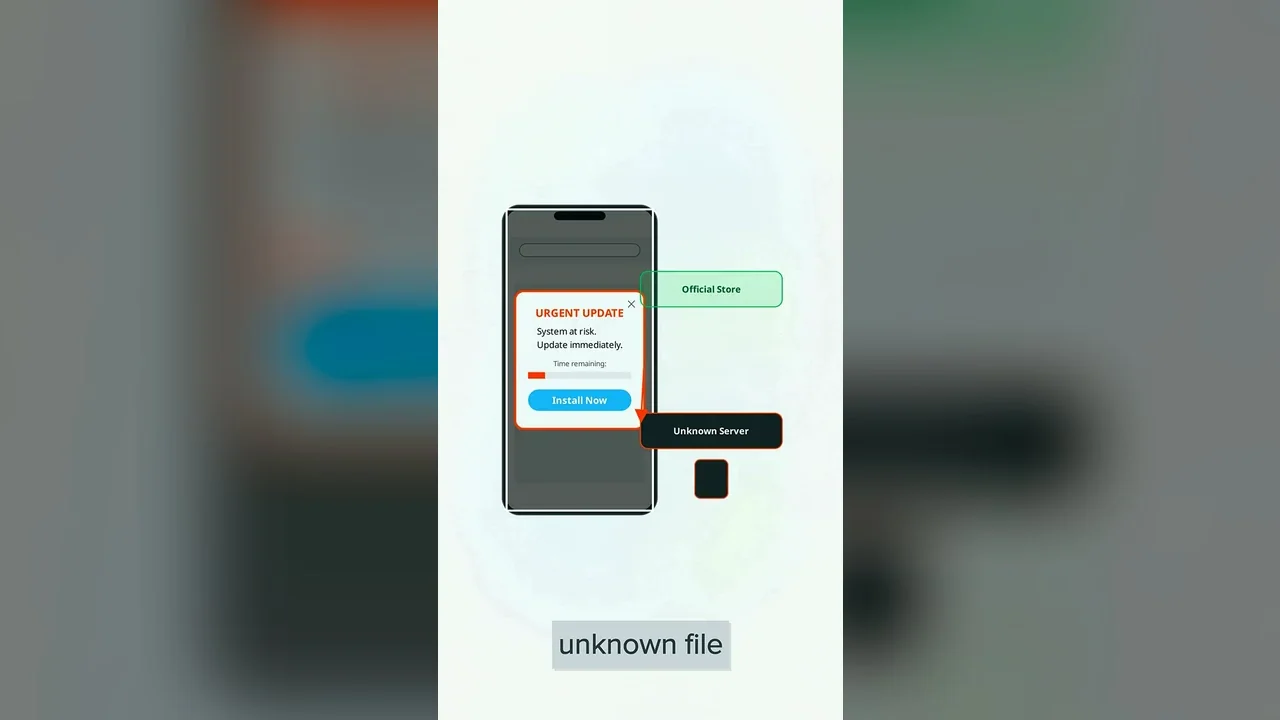 URGENT UPDATE
System at risk.
Update immediately.
Time remaining:
Install Now
Official Store
Unknown Server
unknown file